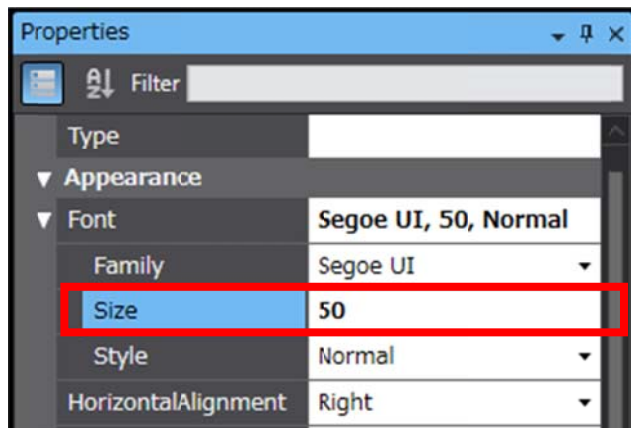 Properties
Filter
Type
Appearance
Font Segoe UI, 50, Normal
Family Segoe UI
Size 50
Style Normal
HorizontalAlignment Right